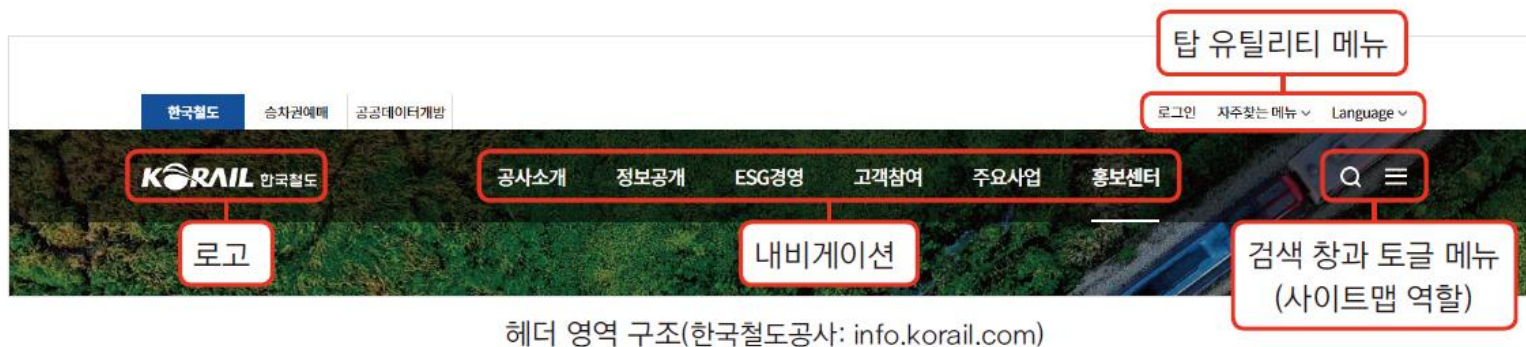 탑 유틸리티 메뉴
한국철도 승차권예매 공공데이터개방
로그인 자주찾는 메뉴 Language
KORAIL 한국철도
공사소개 정보공개 ESG경영 고객참여 주요사업 홍보센터
로고
내비게이션
검색 창과 토글 메뉴
(사이트맵 역할)
헤더 영역 구조(한국철도공사: info.korail.com)